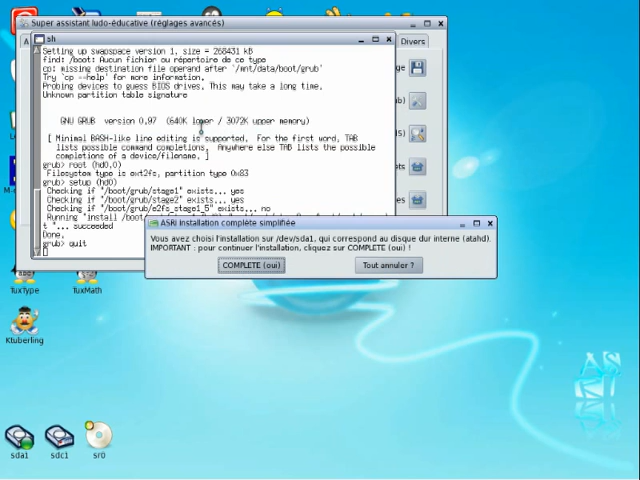 Super assistant ludo-éducative (réglages avancés)
sh
Divers
Setting up swapspace version 1, size = 268431 kB
find: /boot: Aucun fichier ou répertoire de ce type
cp: missing destination file operand after `/mnt/data/boot/grub'
Try `cp --help' for more information.
Probing devices to guess BIOS drives. This may take a long time.
Unknown partition table signature
GNU GRUB version 0.97 (640K lower / 3072K upper memory)
[ Minimal BASH-like line editing is supported. For the first word, TAB
lists possible command completions. Anywhere else TAB lists the possible
completions of a device/filename. ]
grub> root (hd0,0)
Filesystem type is ext2fs, partition type 0x83
grub> setup (hd0)
Checking if "/boot/grub/stage1" exists... yes
Checking if "/boot/grub/stage2" exists... yes
Checking if "/boot/grub/e2fs_stage1_5" exists... no
Running "install /boot
t "... succeeded
Done.
grub> quit
ASRI installation complète simplifiée
Vous avez choisi l'installation sur /dev/sda1, qui correspond au disque dur interne (atahd).
IMPORTANT : pour continuer l'installation, cliquez sur COMPLETE (oui) !
COMPLETE (oui)
Tout annuler ?
TuxType
TuxMath
Ktuberling
ASRI
sda1
sdc1
sr0